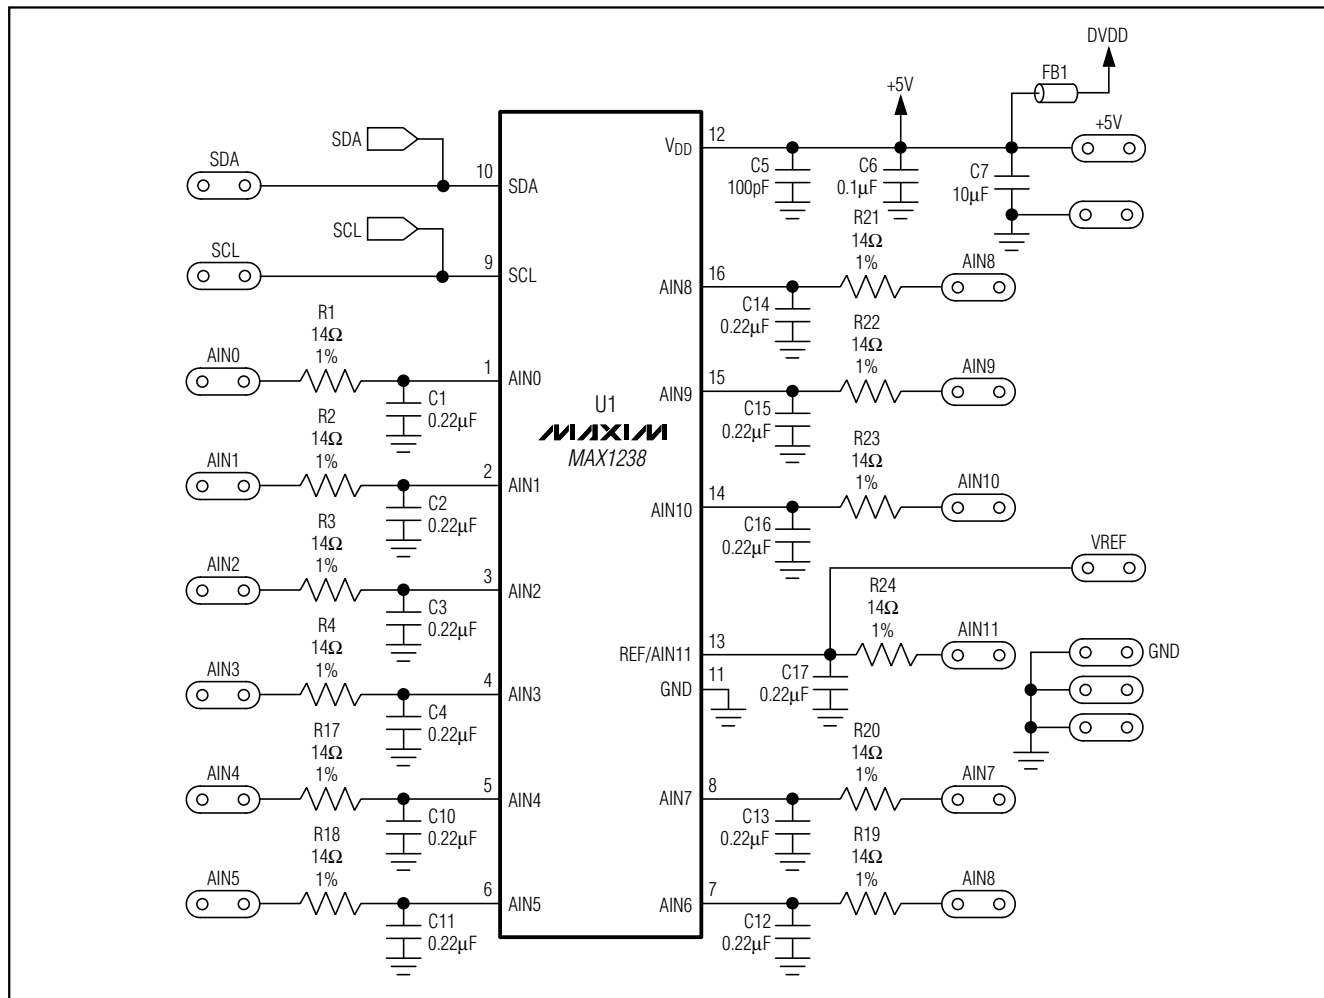 DVDD
FB1
+5V
+5V
SDA
SDA
10
SDA
VDD
12
C5
100pF
C6
0.1µF
C7
10µF
SCL
SCL
9
SCL
R21
14Ω
1%
AIN8
16
AIN8
C14
0.22µF
R1
14Ω
1%
AIN0
1
AIN0
C1
0.22µF
R22
14Ω
1%
AIN9
15
AIN9
C15
0.22µF
U1
MAXIM
MAX1238
R2
14Ω
1%
AIN1
2
AIN1
C2
0.22µF
R23
14Ω
1%
AIN10
14
AIN10
C16
0.22µF
R3
14Ω
1%
AIN2
3
AIN2
C3
0.22µF
VREF
R24
14Ω
1%
AIN11
13
REF/AIN11
C17
0.22µF
11
GND
GND
R4
14Ω
1%
AIN3
4
AIN3
C4
0.22µF
R17
14Ω
1%
AIN4
5
AIN4
C10
0.22µF
R20
14Ω
1%
AIN7
8
AIN7
C13
0.22µF
R18
14Ω
1%
AIN5
6
AIN5
C11
0.22µF
R19
14Ω
1%
AIN8
7
AIN6
C12
0.22µF